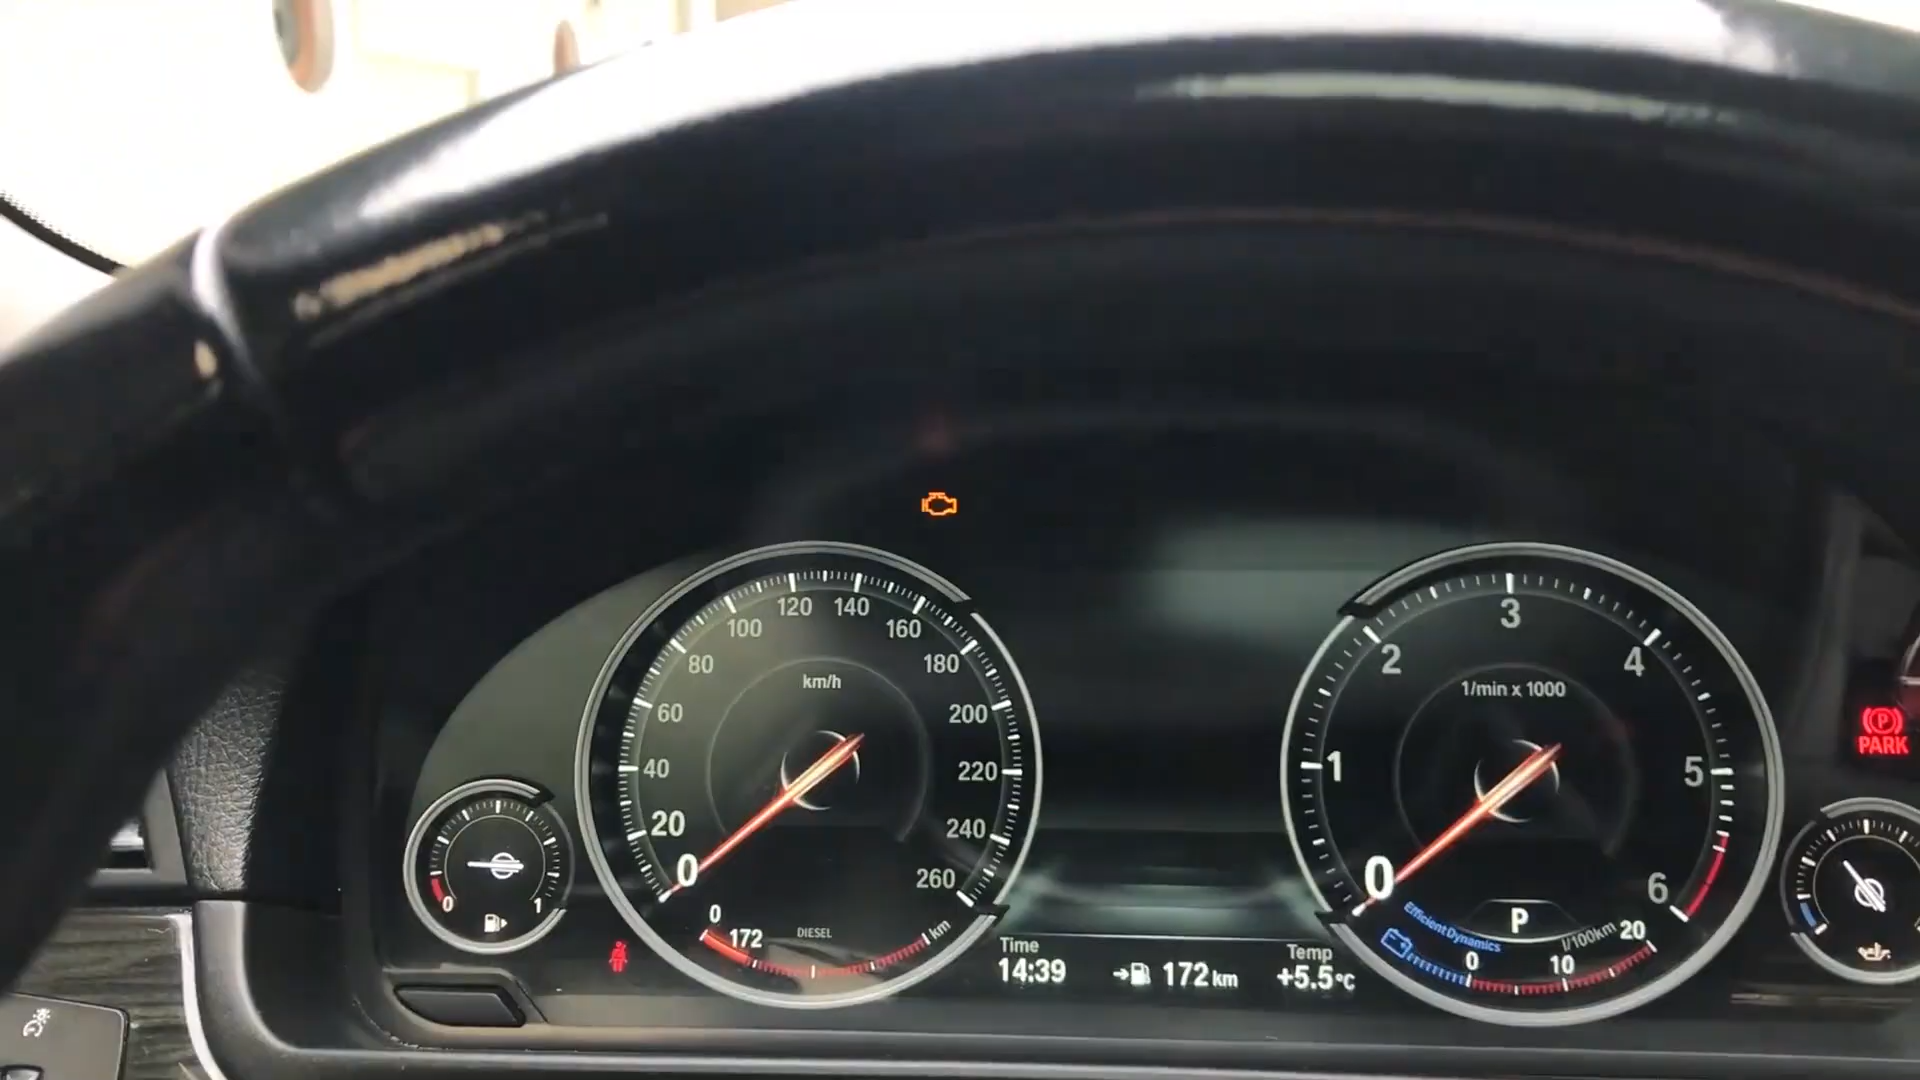 120 140
100
160
80
180
km/h
60
200
40
220
20
240
0
260
0
172
DIESEL
km
0
1
Time
14:39
172 km
Temp
+5.5°C
3
2
4
1/min x 1000
1
5
0
6
P
EfficientDynamics
l/100km 20
0
10
P
PARK